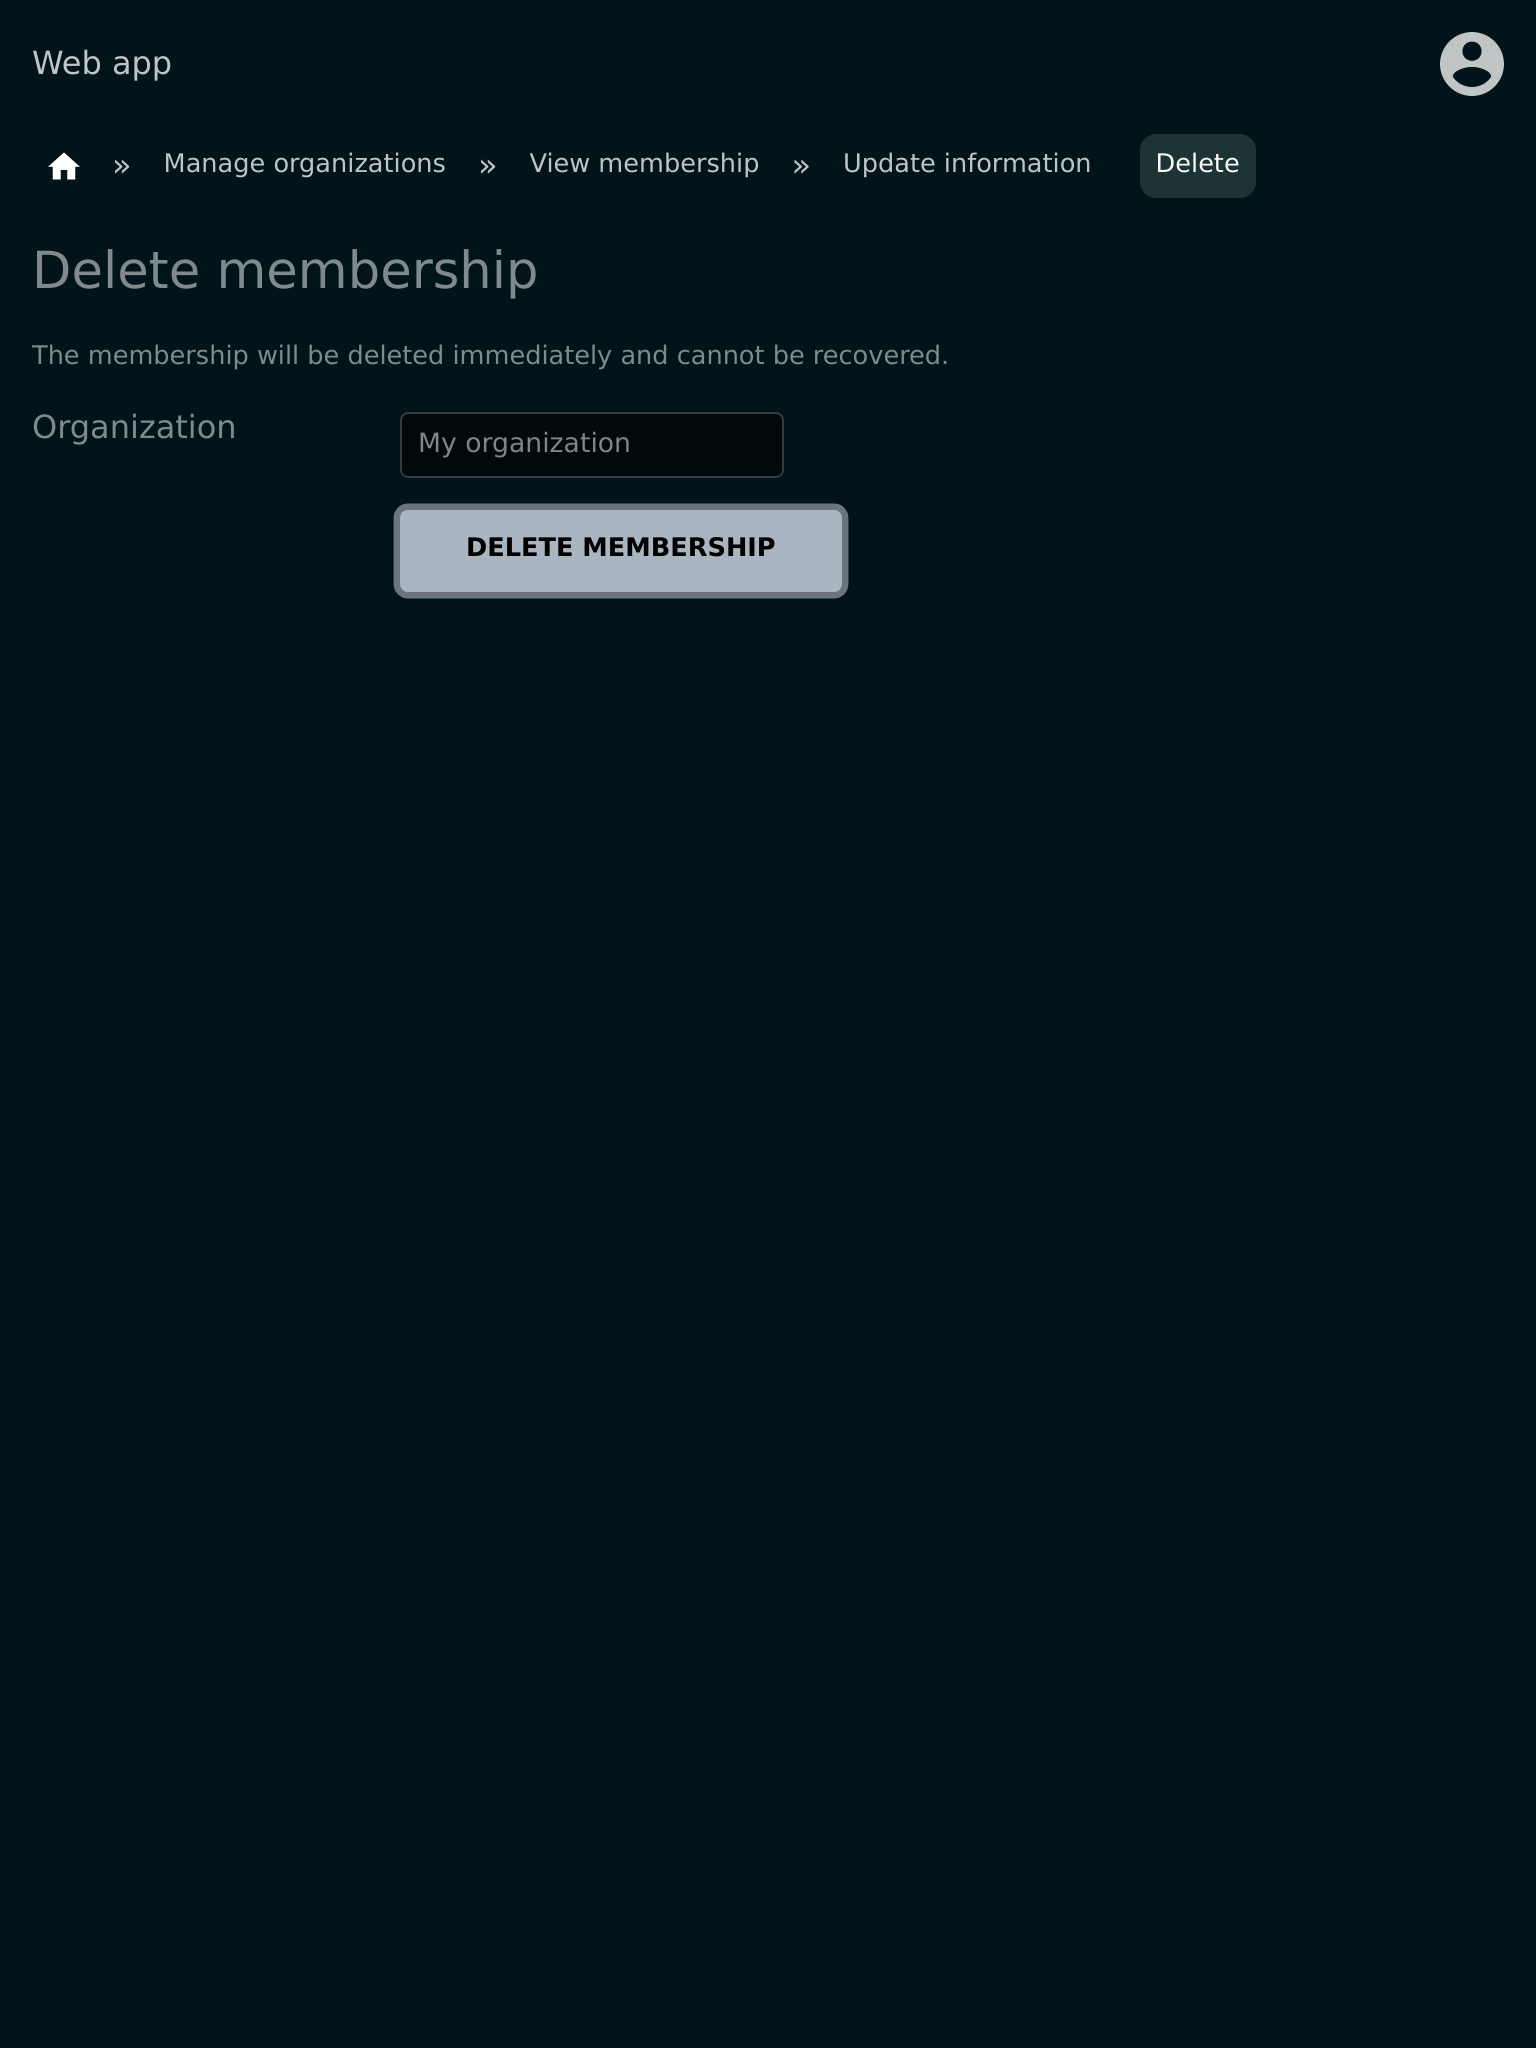 Web app
» Manage organizations » View membership » Update information Delete
Delete membership
The membership will be deleted immediately and cannot be recovered.
Organization
My organization
DELETE MEMBERSHIP